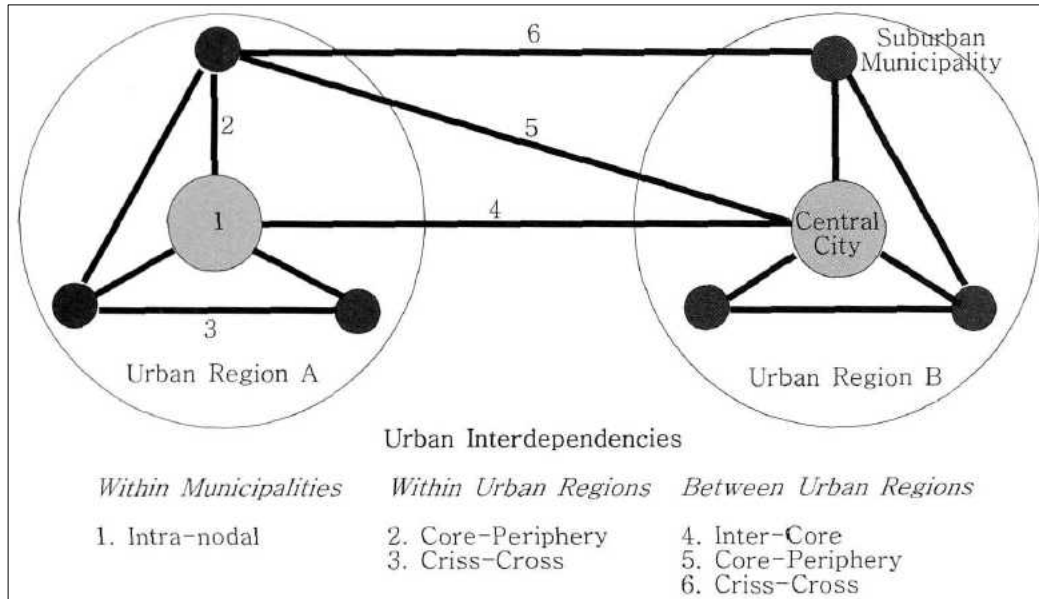 6
Suburban
Municipality
2
5
1
4
Central
City
3
Urban Region A
Urban Region B
Urban Interdependencies
Within Municipalities
1. Intra-nodal
Within Urban Regions
2. Core-Periphery
3. Criss-Cross
Between Urban Regions
4. Inter-Core
5. Core-Periphery
6. Criss-Cross